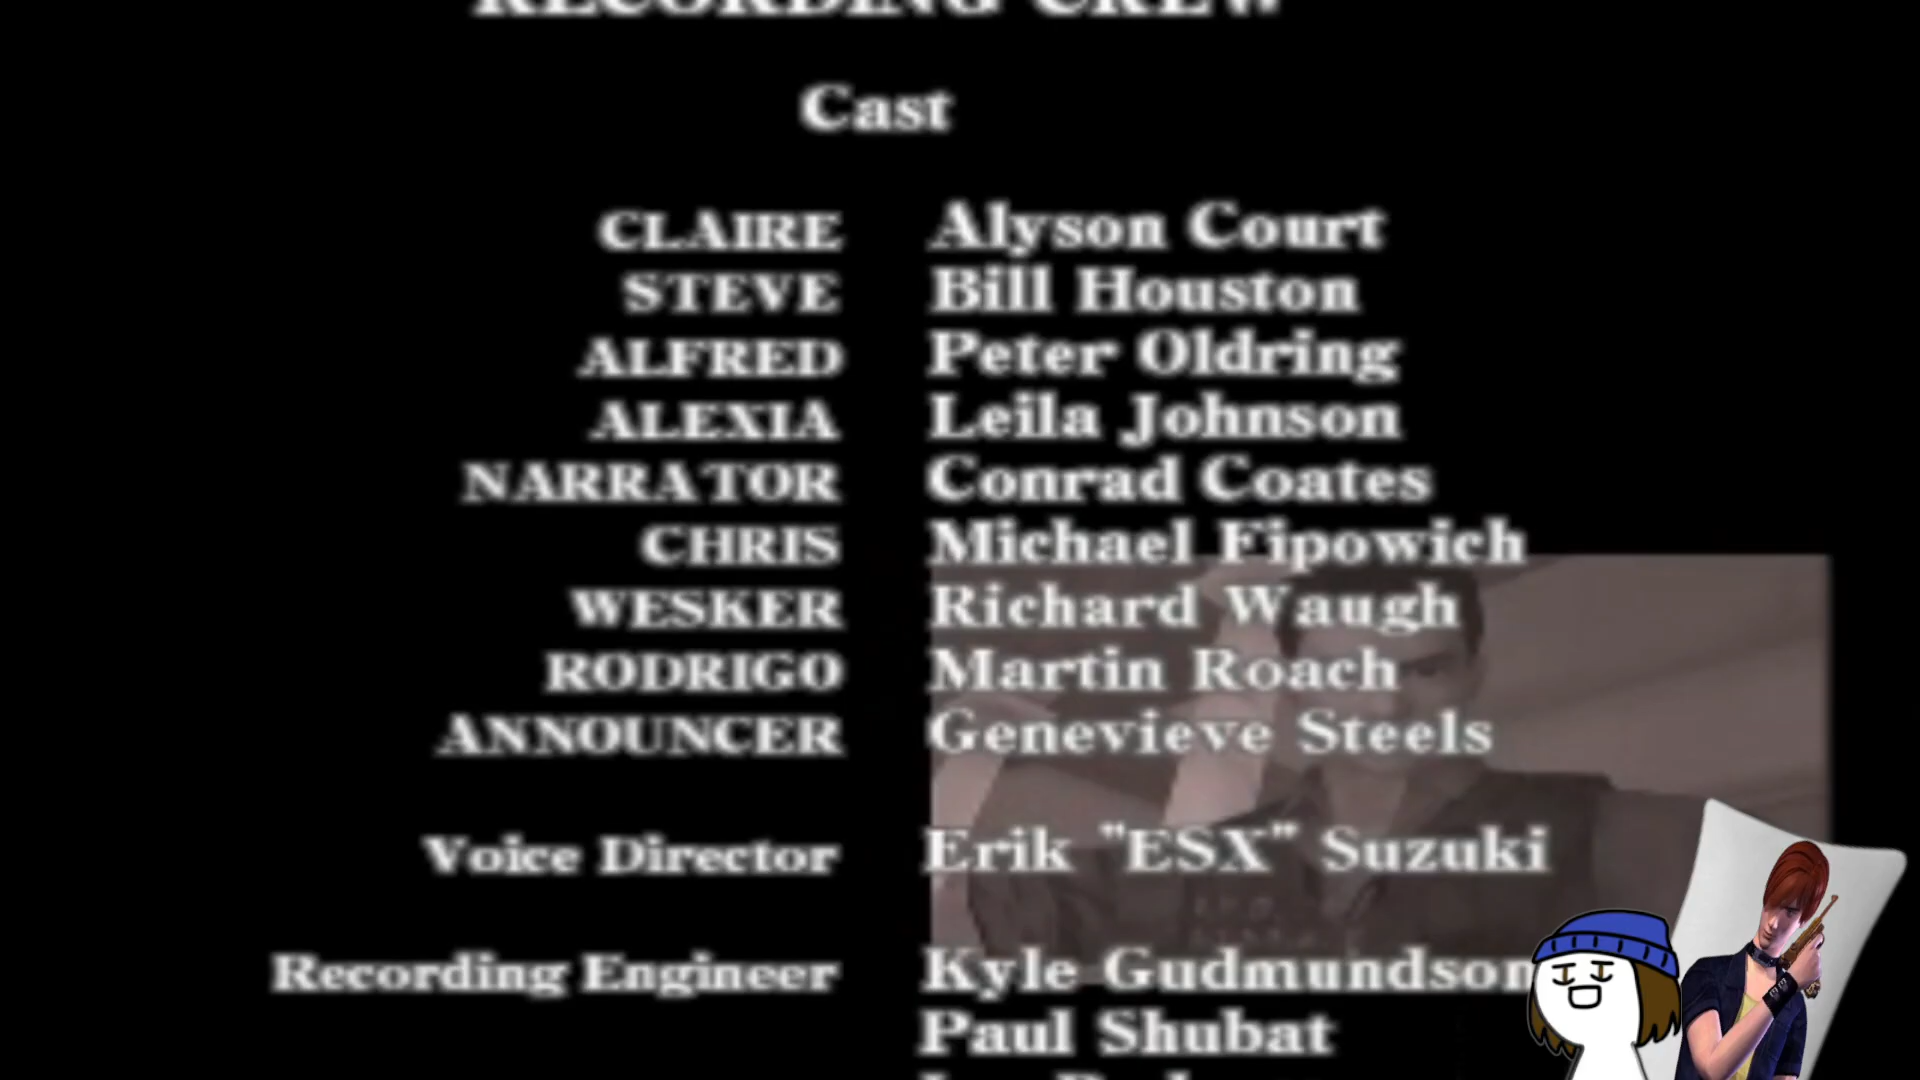 RECORDING CREW
Cast
CLAIRE Alyson Court
STEVE Bill Houston
ALFRED Peter Oldring
ALEXIA Leila Johnson
NARRATOR Conrad Coates
CHRIS Michael Fipowich
WESKER Richard Waugh
RODRIGO Martin Roach
ANNOUNCER Genevieve Steels
Voice Director Erik "ESX" Suzuki
Recording Engineer Kyle Gudmundson
Paul Shubat